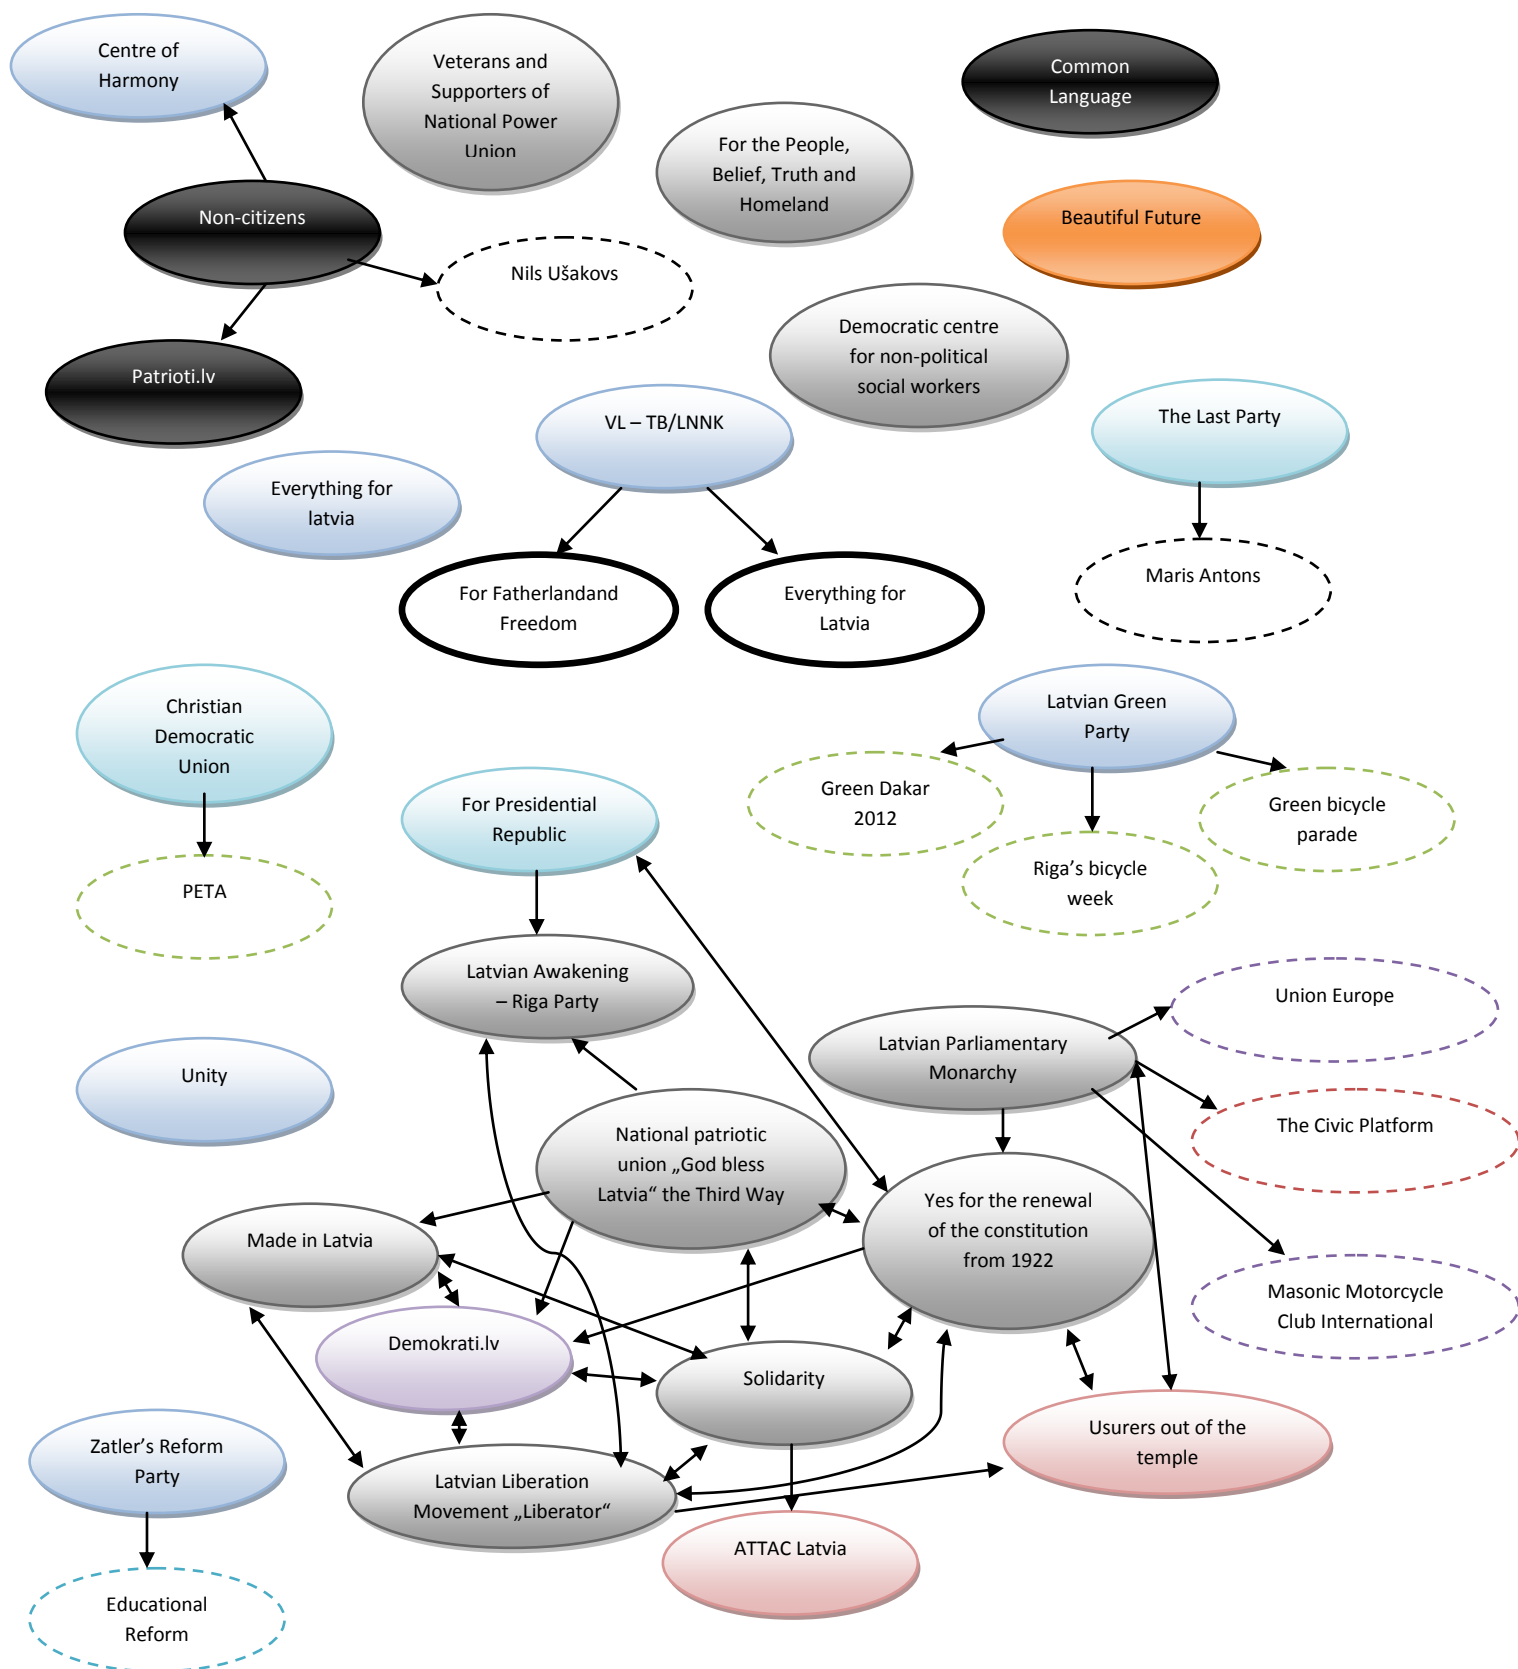 Centre of
Harmony
Veterans and
Supporters of
National Power
Union
Common
Language
For the People,
Belief, Truth and
Homeland
Non-citizens
Beautiful Future
Nils Ušakovs
Democratic centre
for non-political
social workers
Patrioti.lv
VL – TB/LNNK
The Last Party
Everything for
latvia
For Fatherlandand
Freedom
Everything for
Latvia
Maris Antons
Christian
Democratic
Union
Latvian Green
Party
For Presidential
Republic
Green Dakar
2012
Green bicycle
parade
PETA
Riga’s bicycle
week
Latvian Awakening
– Riga Party
Union Europe
Unity
Latvian Parliamentary
Monarchy
National patriotic
union „God bless
Latvia“ the Third Way
The Civic Platform
Made in Latvia
Yes for the renewal
of the constitution
from 1922
Masonic Motorcycle
Club International
Demokrati.lv
Solidarity
Zatler’s Reform
Party
Usurers out of the
temple
Latvian Liberation
Movement „Liberator“
ATTAC Latvia
Educational
Reform